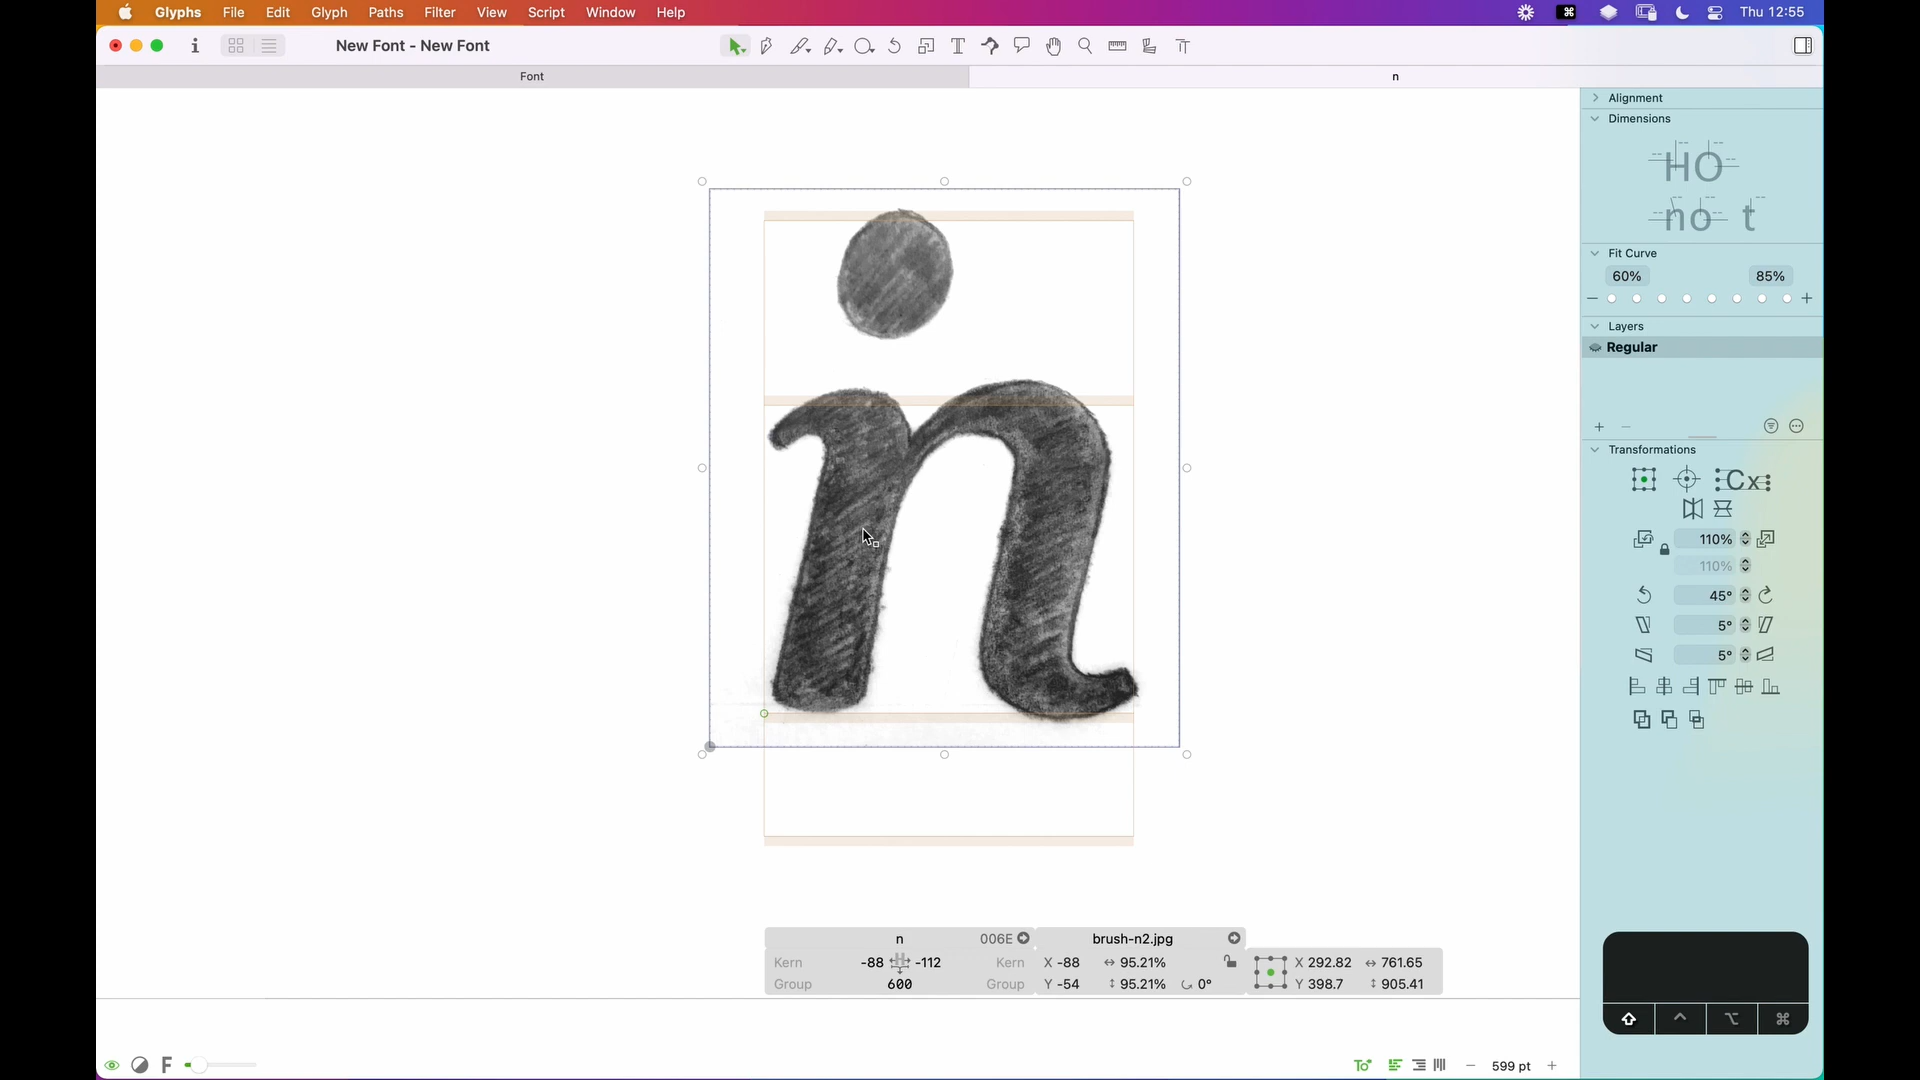 Glyphs File Edit Glyph Paths Filter View Script Window Help Thu 12:55
New Font - New Font
Font n
Alignment
Dimensions
HO
no t
Fit Curve
60% 85%
Layers
Regular
Transformations
Cx
110%
110%
45°
5°
5°
n
n 006E brush-n2.jpg
Kern -88 H -112 Kern X -88 95.21% X 292.82 761.65
Group 600 Group Y -54 95.21% 0° Y 398.7 905.41
F To 599 pt